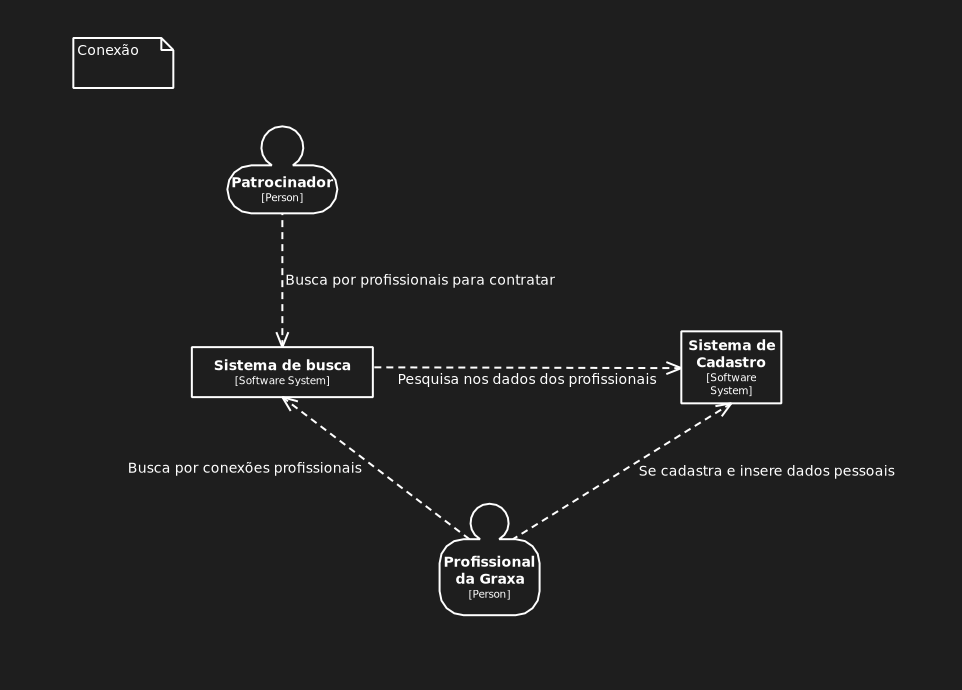 Conexão
Patrocinador
[Person]
Busca por profissionais para contratar
Sistema de busca
[Software System]
Pesquisa nos dados dos profissionais
Sistema de
Cadastro
[Software
System]
Busca por conexões profissionais
Se cadastra e insere dados pessoais
Profissional
da Graxa
[Person]